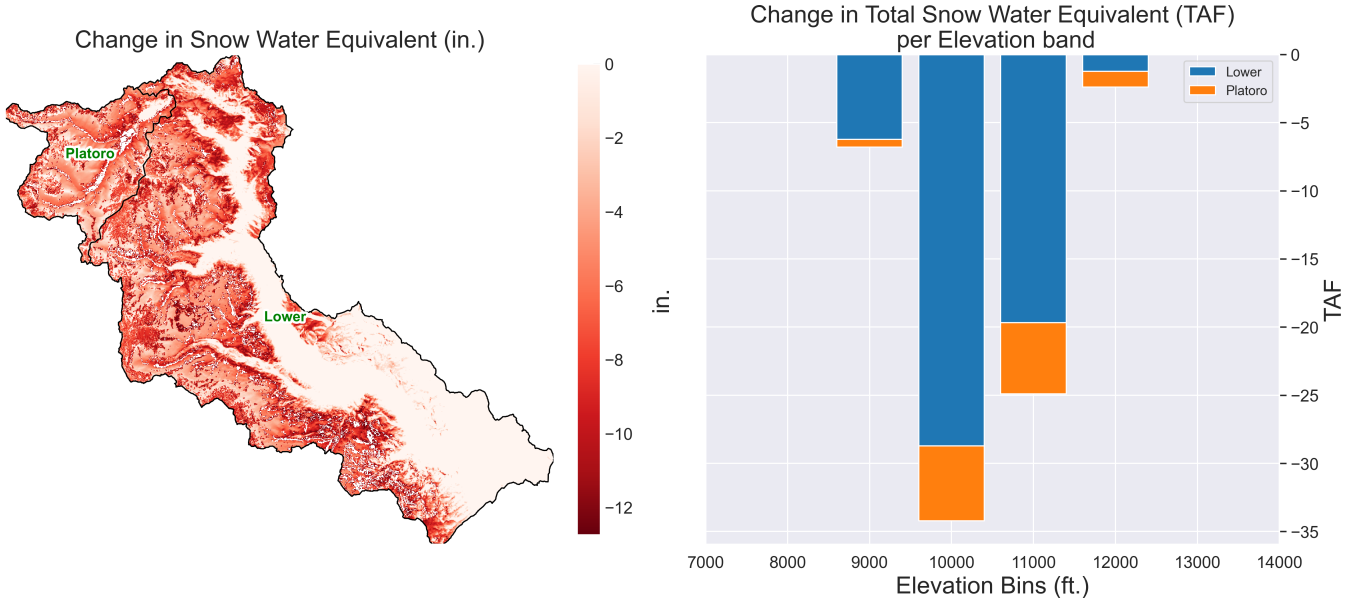 Change in Snow Water Equivalent (in.)
Platoro
Lower
0
−2
−4
−6
−8
−10
−12
in.
Change in Total Snow Water Equivalent (TAF)
per Elevation band
Lower
Platoro
0
−5
−10
−15
−20
−25
−30
−35
TAF
7000 8000 9000 10000 11000 12000 13000 14000
Elevation Bins (ft.)